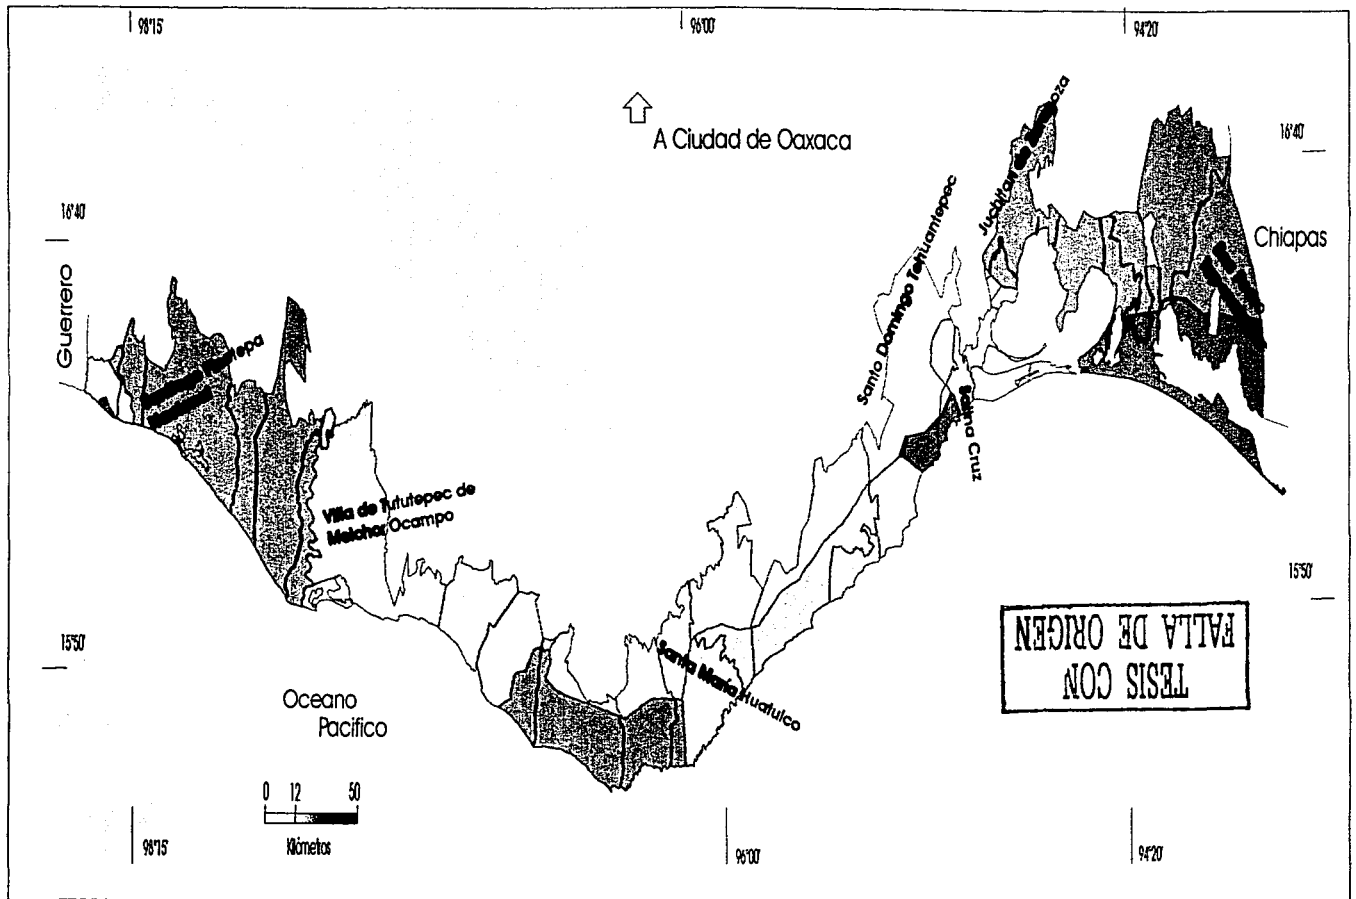 98°15'
96°00'
94°20'
A Ciudad de Oaxaca
16°40'
16°40'
Guerrero
Chiapas
Juchitan
Santo Domingo Tehuantepec
Salina Cruz
Villa de Tututepec de
Melchor Ocampo
Santa María Huatulco
15°50'
15°50'
TESIS CON
FALLA DE ORIGEN
Oceano
Pacifico
0 12 50
Kilómetros
98°15'
96°00'
94°20'